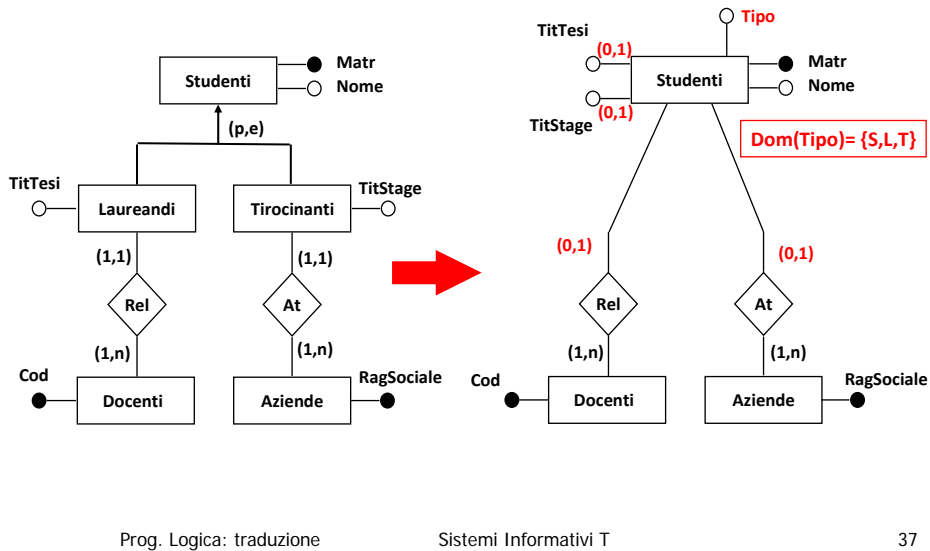 Studenti
Matr
Nome
(p,e)
TitTesi
Laureandi
Tirocinanti
TitStage
(1,1)
(1,1)
Rel
At
(1,n)
(1,n)
Cod
Docenti
Aziende
RagSociale
Tipo
TitTesi
(0,1)
Studenti
Matr
Nome
(0,1)
TitStage
Dom(Tipo)= {S,L,T}
(0,1)
(0,1)
Rel
At
(1,n)
(1,n)
Cod
Docenti
Aziende
RagSociale
Prog. Logica: traduzione
Sistemi Informativi T
37